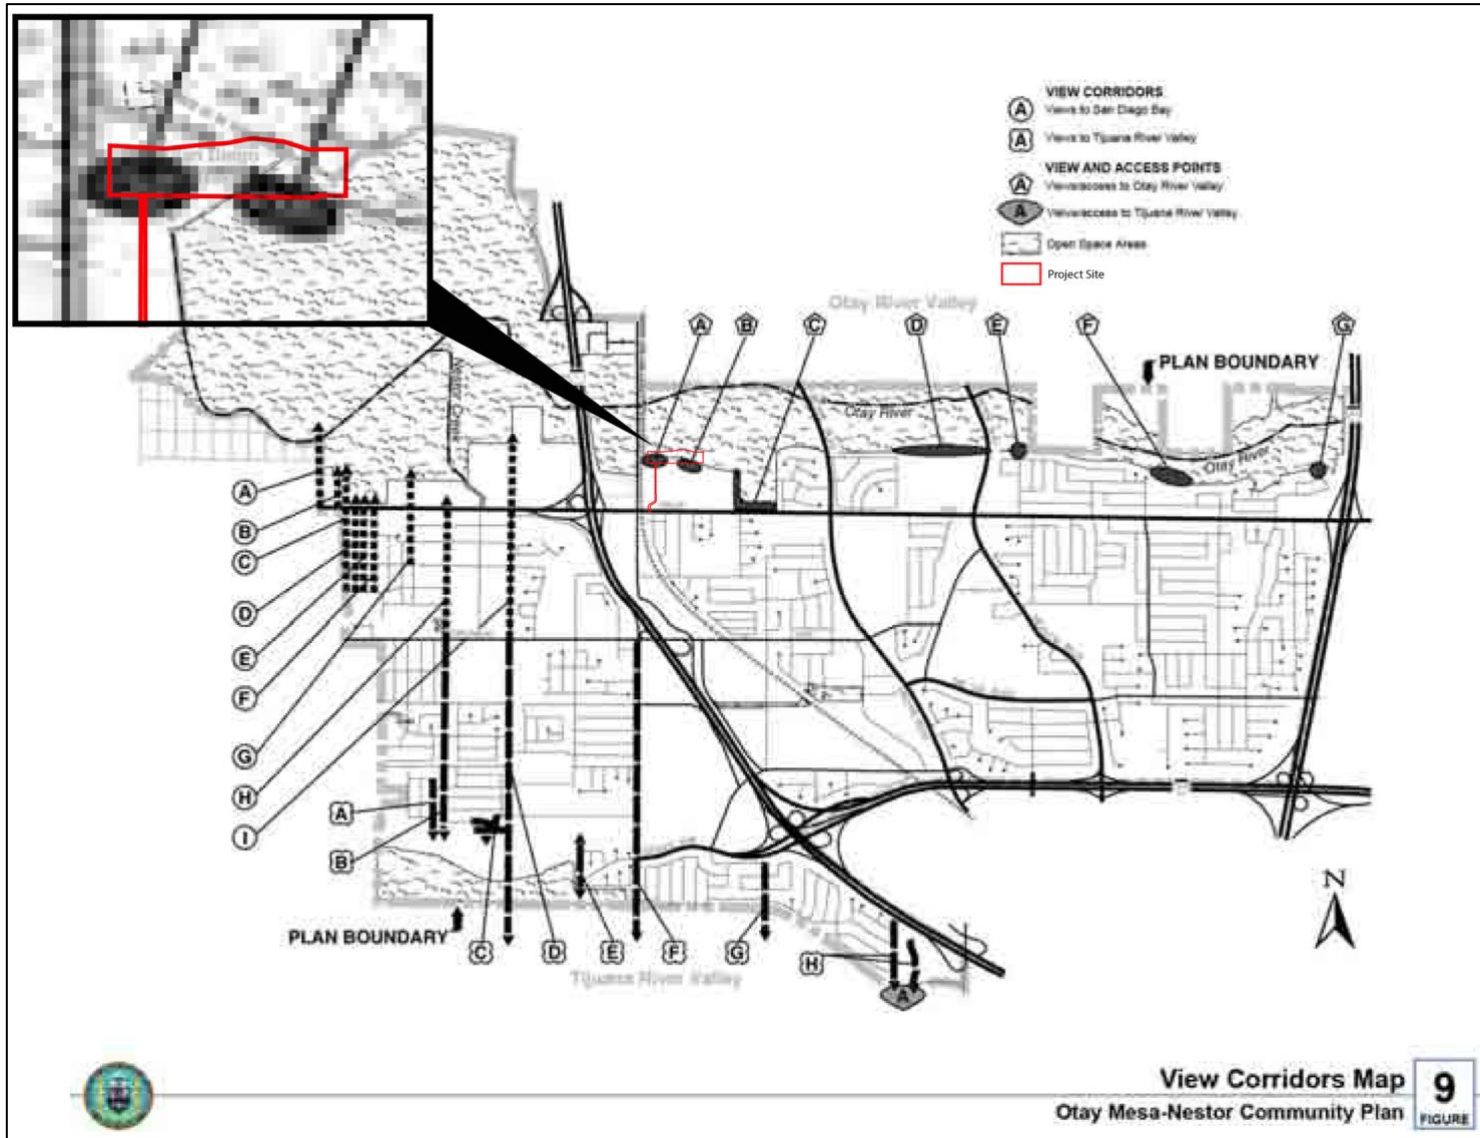 VIEW CORRIDORS
A Views to San Diego Bay
A Views to Tijuana River Valley
VIEW AND ACCESS POINTS
A Views/access to Otay River Valley
A Views/access to Tijuana River Valley
Open Space Areas
Project Site
Otay River Valley
A B C D E F G
PLAN BOUNDARY
Nestor Creek
Otay River
Otay River
A
B
C
D
E
F
G
H
I
A
B
PLAN BOUNDARY
C D E F G H
A
Tijuana River Valley
N
View Corridors Map
Otay Mesa-Nestor Community Plan
9
FIGURE